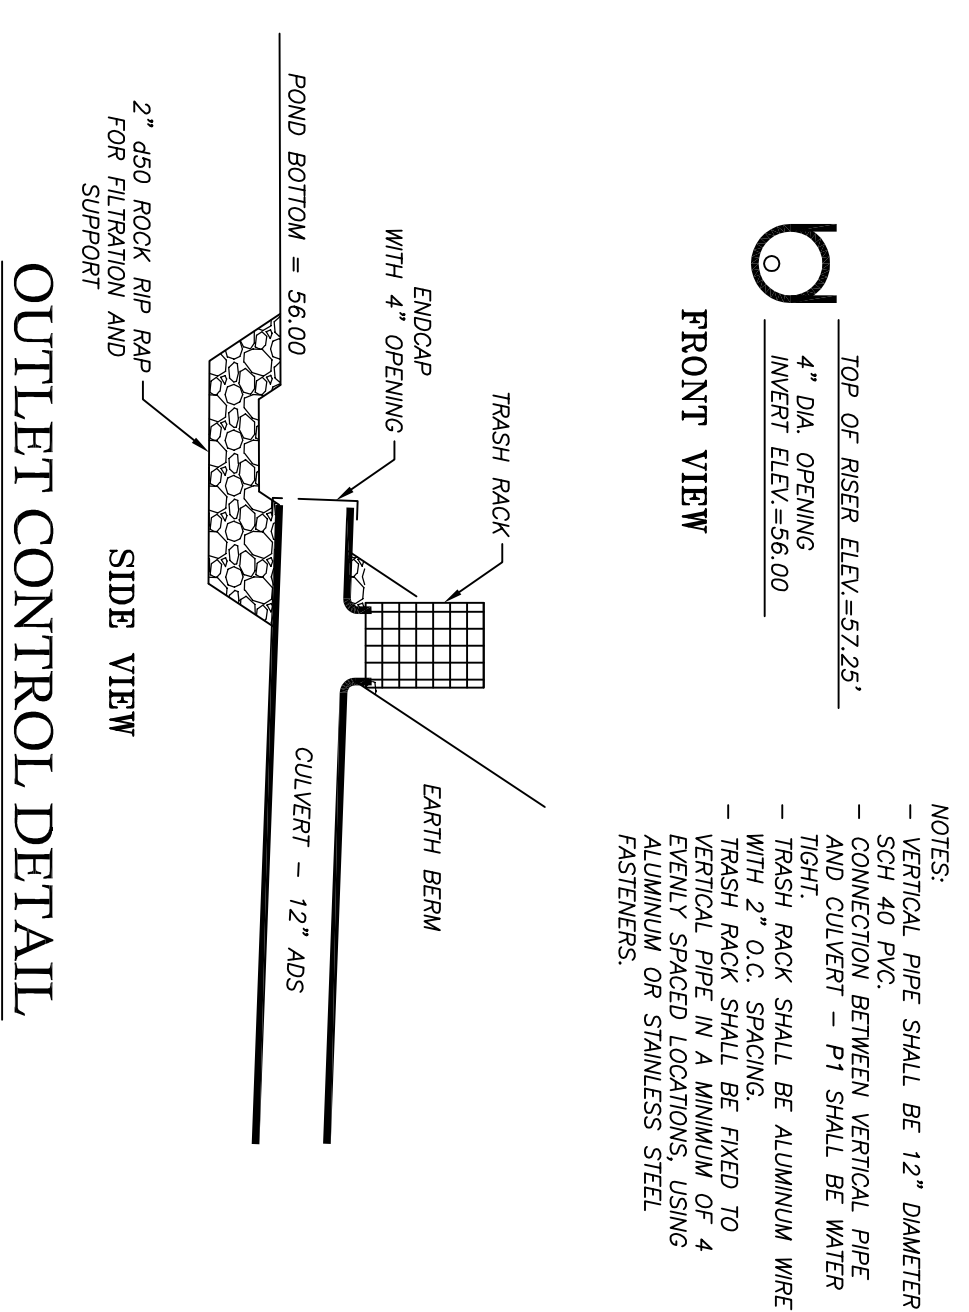 TOP OF RISER ELEV.=57.25'
4" DIA. OPENING
INVERT ELEV.=56.00
FRONT VIEW
NOTES:
- VERTICAL PIPE SHALL BE 12" DIAMETER
SCH 40 PVC.
- CONNECTION BETWEEN VERTICAL PIPE
AND CULVERT - P1 SHALL BE WATER
TIGHT.
- TRASH RACK SHALL BE ALUMINUM WIRE
WITH 2" O.C. SPACING.
- TRASH RACK SHALL BE FIXED TO
VERTICAL PIPE IN A MINIMUM OF 4
EVENLY SPACED LOCATIONS, USING
ALUMINUM OR STAINLESS STEEL
FASTENERS.
TRASH RACK
ENDCAP
WITH 4" OPENING
EARTH BERM
POND BOTTOM = 56.00
CULVERT - 12" ADS
2" d50 ROCK RIP RAP
FOR FILTRATION AND
SUPPORT
SIDE VIEW
OUTLET CONTROL DETAIL